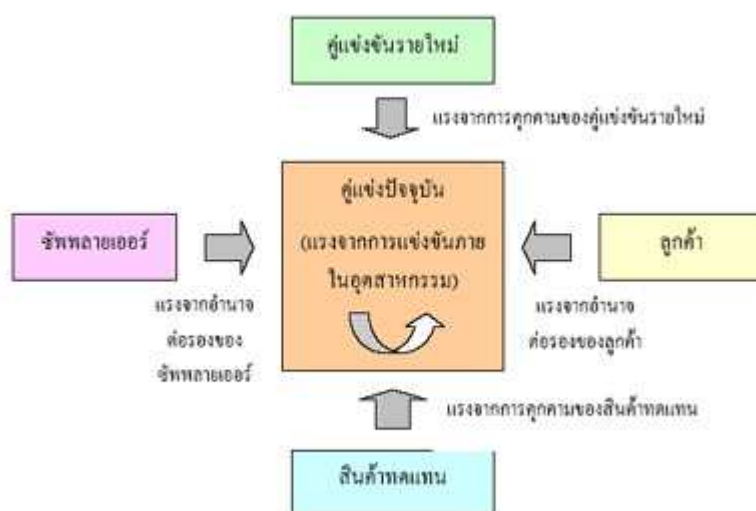 คู่แข่งขันรายใหม่
แรงจากการคุกคามของคู่แข่งขันรายใหม่
คู่แข่งปัจจุบัน
(แรงจากการแข่งขันภาย
ในอุตสาหกรรม)
ซัพพลายเออร์
แรงจากอำนาจ
ต่อรองของ
ซัพพลายเออร์
ลูกค้า
แรงจากอำนาจ
ต่อรองของลูกค้า
แรงจากการคุกคามของสินค้าทดแทน
สินค้าทดแทน